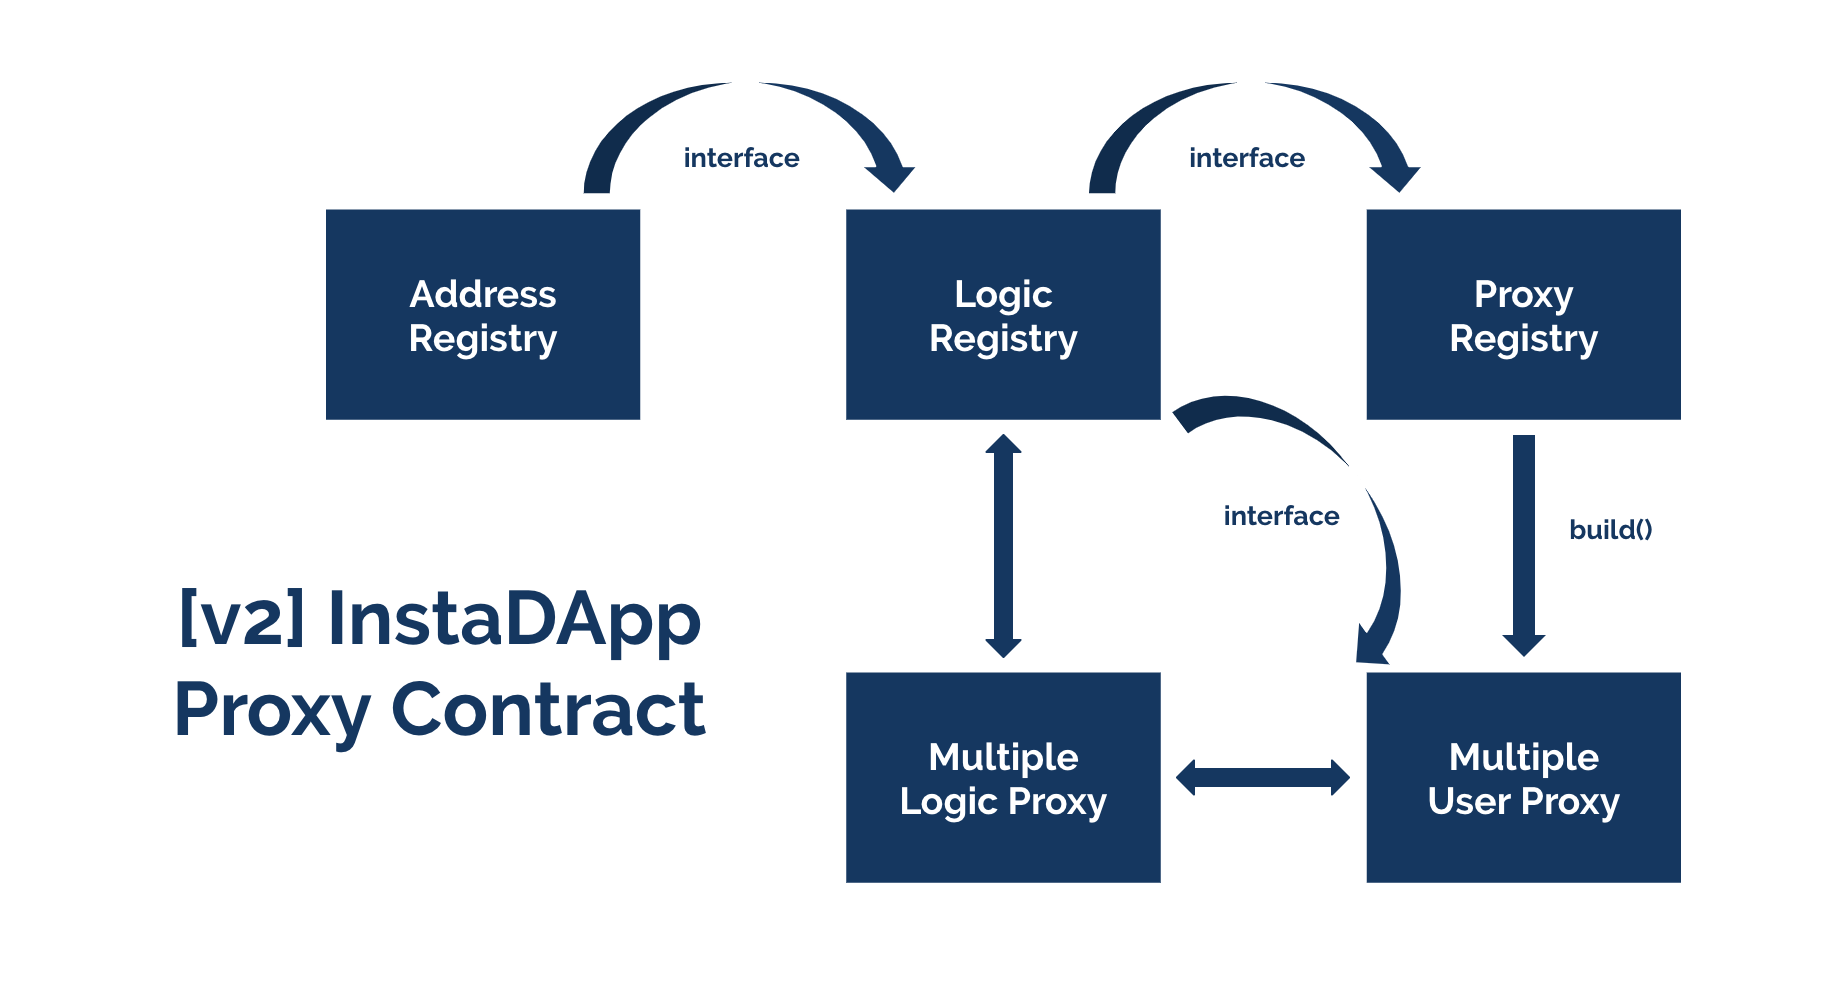 interface
interface
Address
Registry
Logic
Registry
Proxy
Registry
interface
build()
[v2] InstaDApp
Proxy Contract
Multiple
Logic Proxy
Multiple
User Proxy